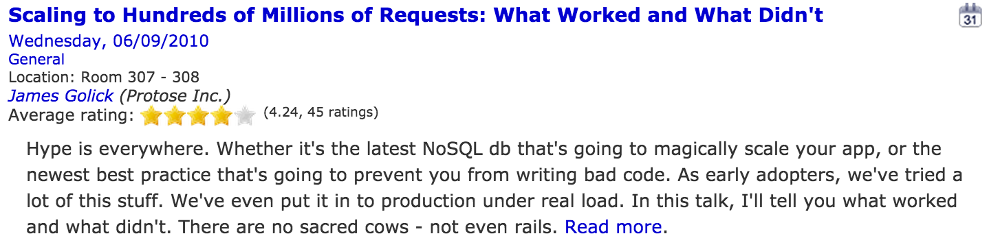 Scaling to Hundreds of Millions of Requests: What Worked and What Didn't
31
Wednesday, 06/09/2010
General
Location: Room 307 - 308
James Golick (Protose Inc.)
Average rating: (4.24, 45 ratings)
Hype is everywhere. Whether it's the latest NoSQL db that's going to magically scale your app, or the
newest best practice that's going to prevent you from writing bad code. As early adopters, we've tried a
lot of this stuff. We've even put it in to production under real load. In this talk, I'll tell you what worked
and what didn't. There are no sacred cows - not even rails. Read more.